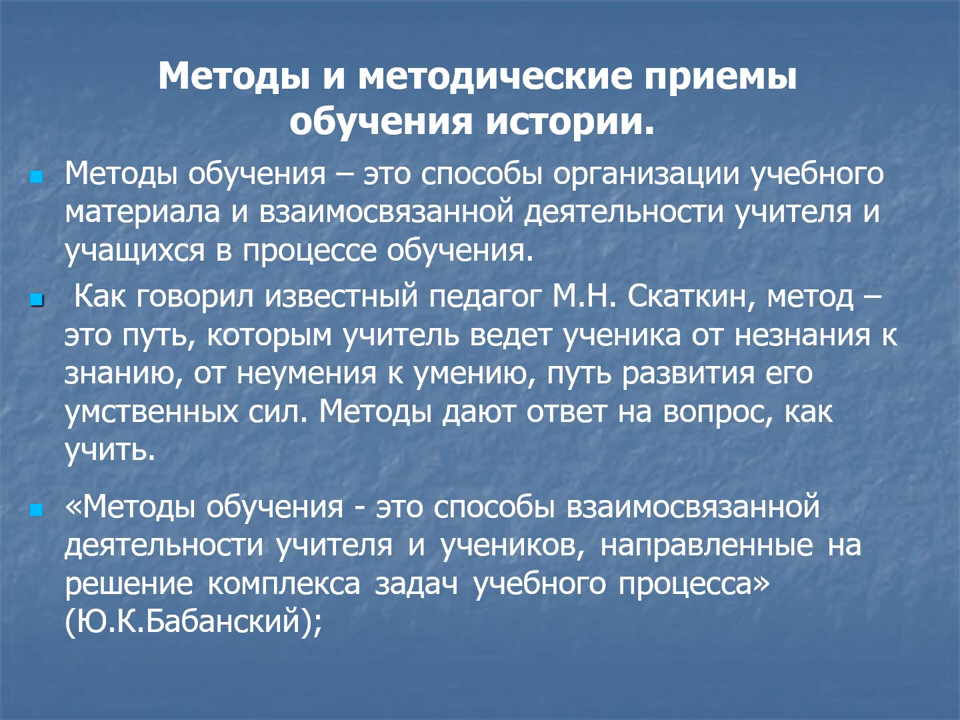 Методы и методические приемы
обучения истории.
Методы обучения – это способы организации учебного
материала и взаимосвязанной деятельности учителя и
учащихся в процессе обучения.
Как говорил известный педагог М.Н. Скаткин, метод –
это путь, которым учитель ведет ученика от незнания к
знанию, от неумения к умению, путь развития его
умственных сил. Методы дают ответ на вопрос, как
учить.
«Методы обучения - это способы взаимосвязанной
деятельности учителя и учеников, направленные на
решение комплекса задач учебного процесса»
(Ю.К.Бабанский);